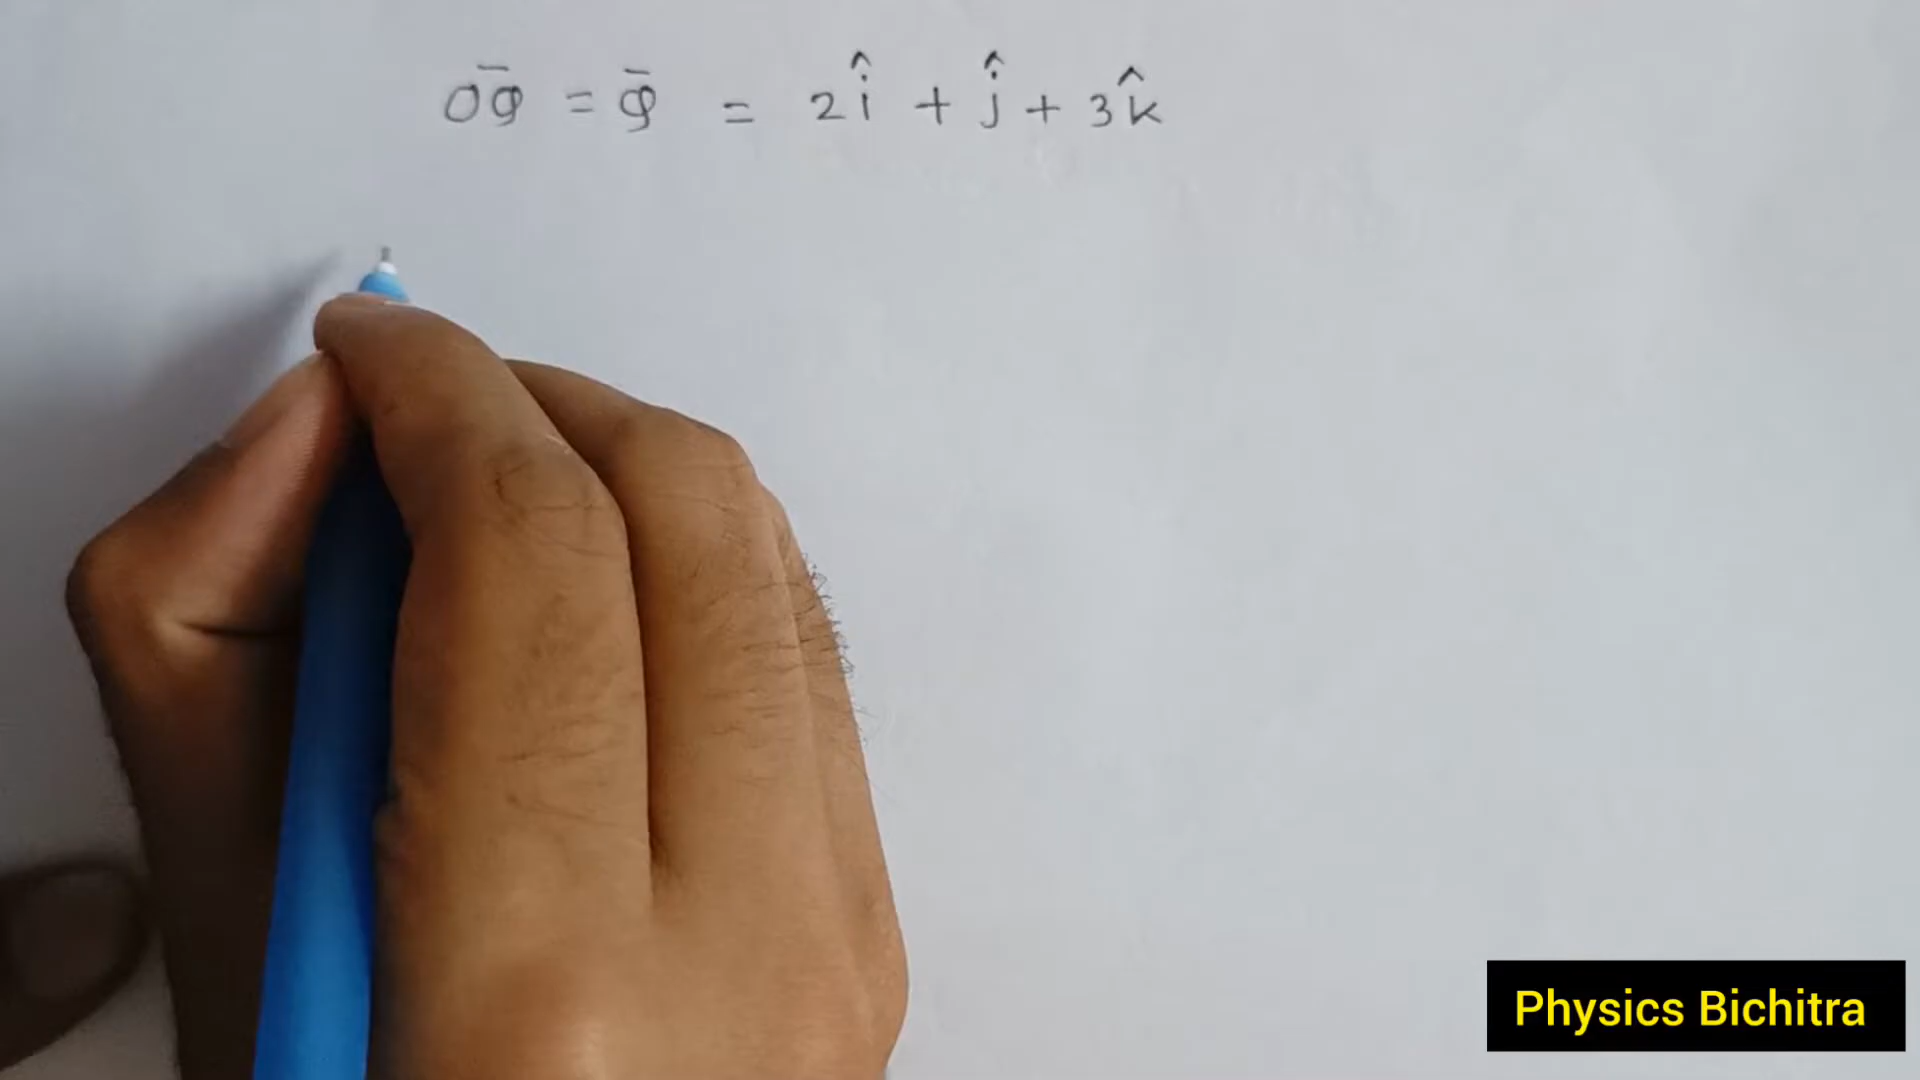 OQ̄ = Q̄ = 2î + ĵ + 3k̂
Physics Bichitra